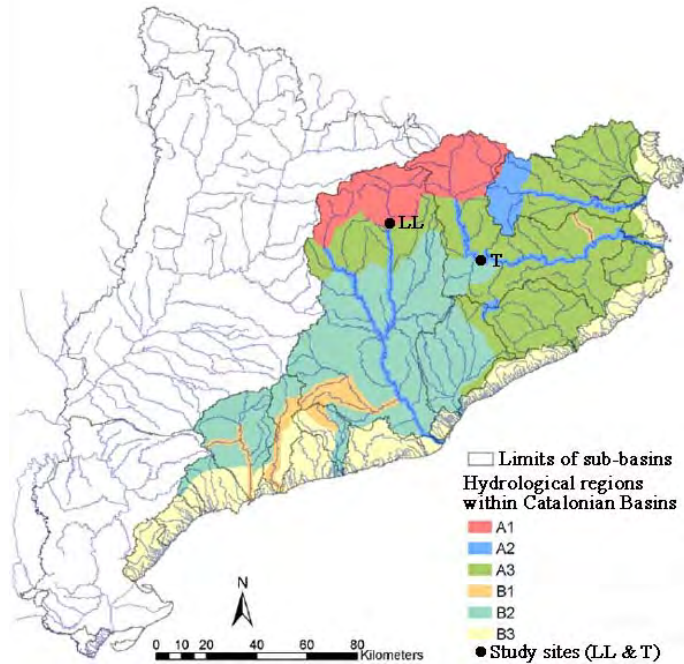 LL
T
Limits of sub-basins
Hydrological regions
within Catalonian Basins
A1
A2
A3
B1
B2
B3
Study sites (LL & T)
N
0 10 20 40 60 80
Kilometers